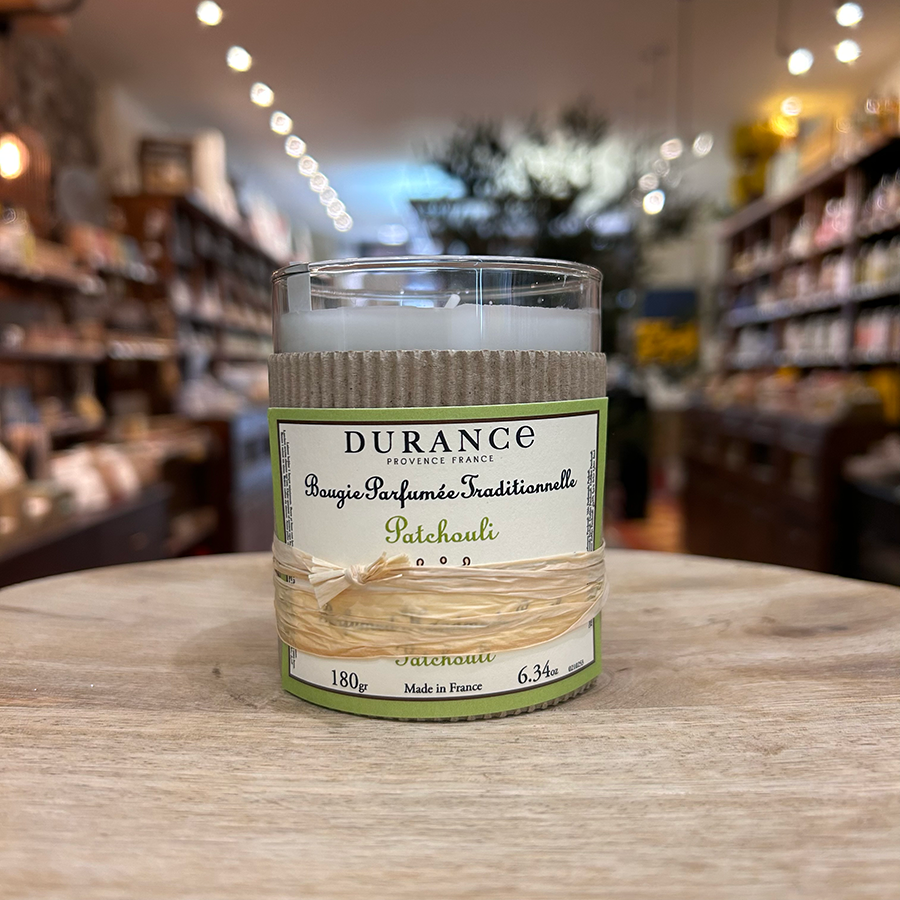 DURANCE
PROVENCE FRANCE
Bougie Parfumée Traditionnelle
Patchouli
Patchouli
180gr
Made in France
6.34oz